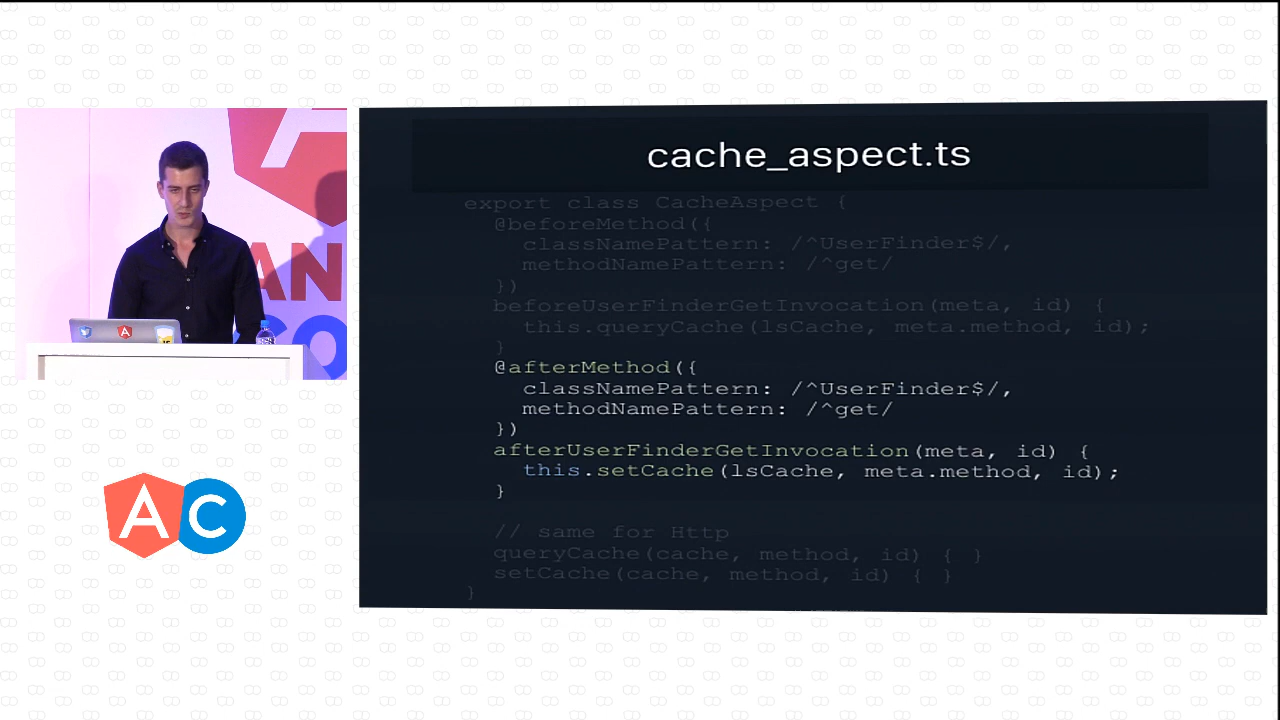 AN
CO
A C
cache_aspect.ts
export class CacheAspect {
@beforeMethod({
classNamePattern: /^UserFinder$/,
methodNamePattern: /^get/
})
beforeUserFinderGetInvocation(meta, id) {
this.queryCache(lsCache, meta.method, id);
}
@afterMethod({
classNamePattern: /^UserFinder$/,
methodNamePattern: /^get/
})
afterUserFinderGetInvocation(meta, id) {
this.setCache(lsCache, meta.method, id);
}
// same for Http
queryCache(cache, method, id) { }
setCache(cache, method, id) { }
}